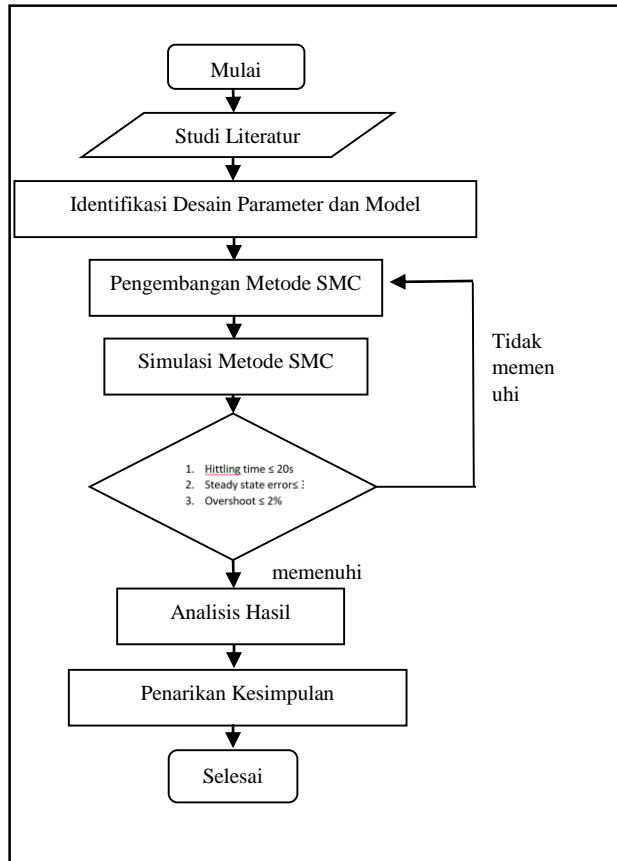 Mulai
Studi Literatur
Identifikasi Desain Parameter dan Model
Pengembangan Metode SMC
Simulasi Metode SMC
Tidak
memen
uhi
1. Hittling time ≤ 20s
2. Steady state error≤
3. Overshoot ≤ 2%
memenuhi
Analisis Hasil
Penarikan Kesimpulan
Selesai